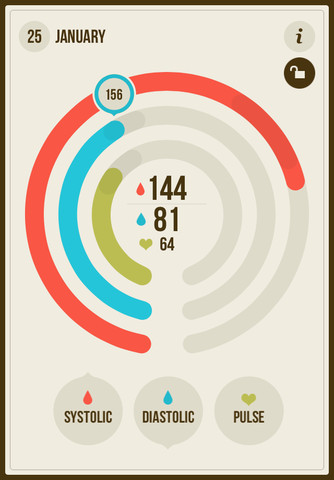 25 JANUARY
i
156
144
81
64
SYSTOLIC
DIASTOLIC
PULSE